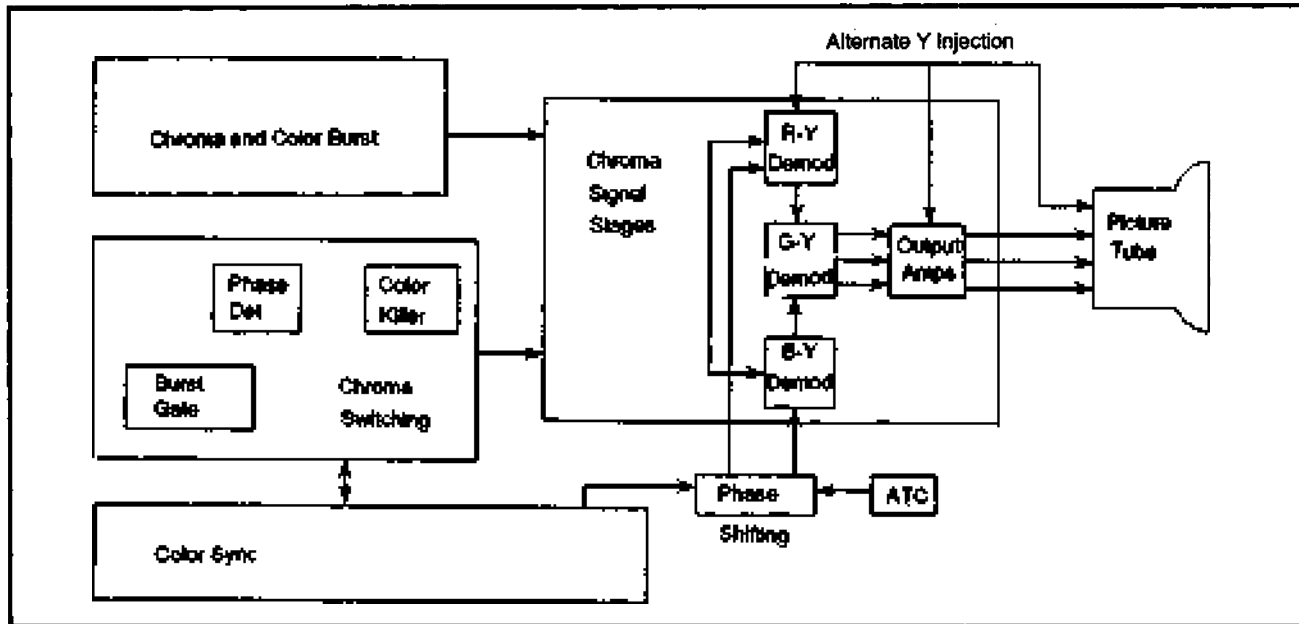 Alternate Y Injection
Chroma and Color Burst
Chroma
Signal
Stages
R-Y
Demod
G-Y
Demod
B-Y
Demod
Output
Amps
Picture
Tube
Phase
Det
Color
Killer
Burst
Gate
Chroma
Switching
Phase
Shifting
ATC
Color Sync